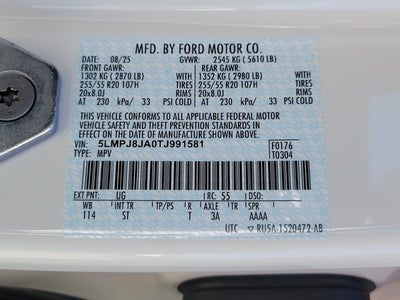 MFD. BY FORD MOTOR CO.
DATE: 08/25 GVWR: 2545 KG (5610 LB)
FRONT GAWR: REAR GAWR:
1302 KG (2870 LB) 1352 KG (2980 LB)
255/55 R20 107H TIRES 255/55 R20 107H TIRES
20x8.0J RIMS 20x8.0J RIMS
AT 230 kPa/ 33 PSI COLD AT 230 kPa/ 33 PSI COLD
THIS VEHICLE CONFORMS TO ALL APPLICABLE FEDERAL MOTOR
VEHICLE SAFETY AND BUMPER STANDARDS AND THEFT PREVENTION STANDARDS IN
EFFECT ON THE DATE OF MANUFACTURE SHOWN ABOVE.
VIN: 5LMPJ8JA0TJ991581 F0176
TYPE: MPV T0304
EXT PNT: UG RC: 55 DSO:
WB INT TP/PS R AXLE TR SPR
114 ST T 3A AAAA
UTC ▽ RU5A-1520472-AB